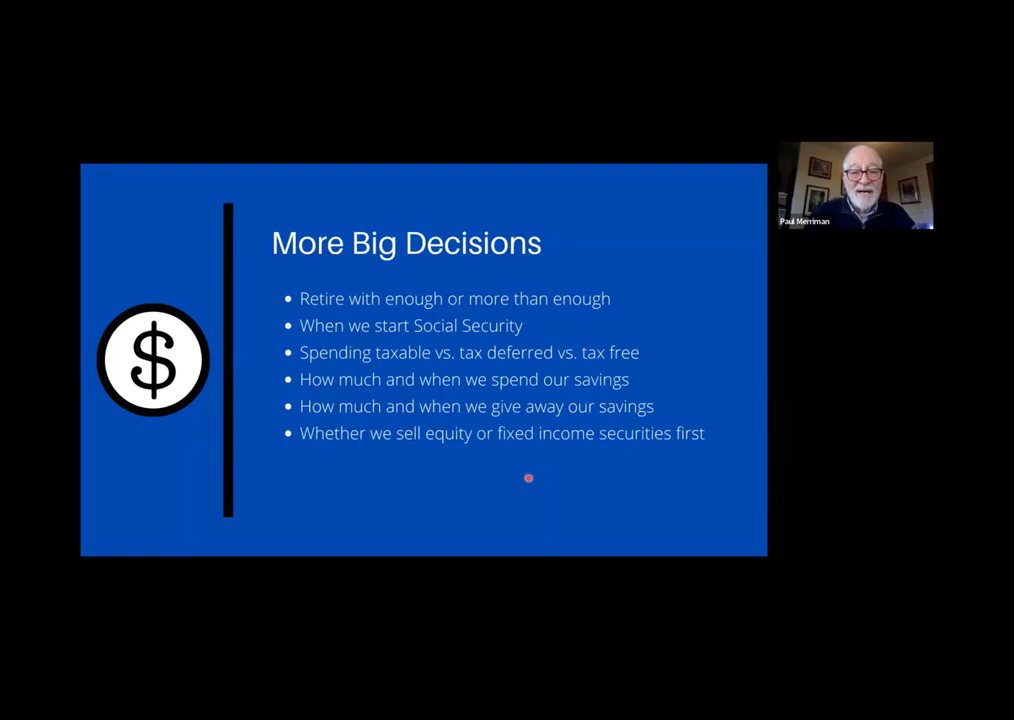 More Big Decisions
Retire with enough or more than enough
When we start Social Security
Spending taxable vs. tax deferred vs. tax free
How much and when we spend our savings
How much and when we give away our savings
Whether we sell equity or fixed income securities first
$
Paul Merriman